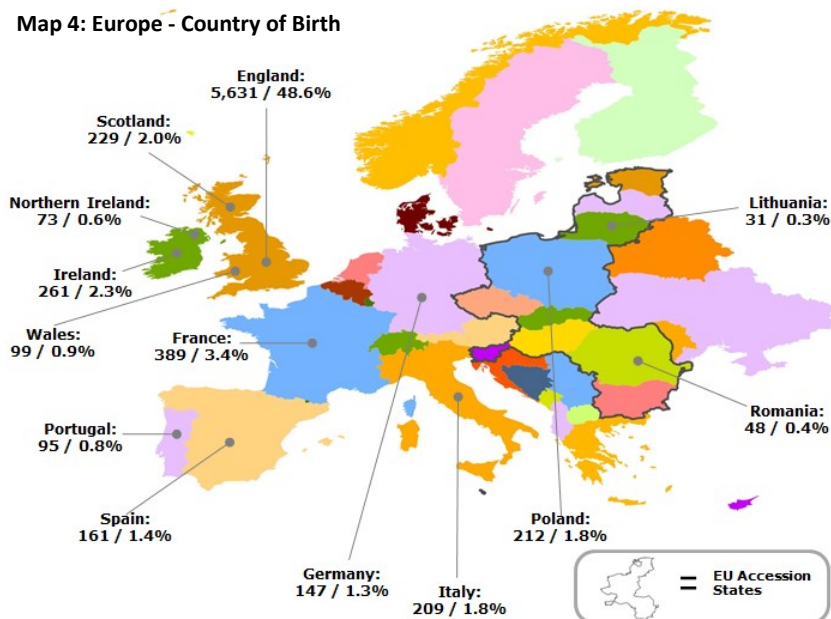 Map 4: Europe - Country of Birth
England:
5,631 / 48.6%
Scotland:
229 / 2.0%
Northern Ireland:
73 / 0.6%
Ireland:
261 / 2.3%
Wales:
99 / 0.9%
France:
389 / 3.4%
Portugal:
95 / 0.8%
Spain:
161 / 1.4%
Germany:
147 / 1.3%
Italy:
209 / 1.8%
Poland:
212 / 1.8%
Lithuania:
31 / 0.3%
Romania:
48 / 0.4%
= EU Accession
States